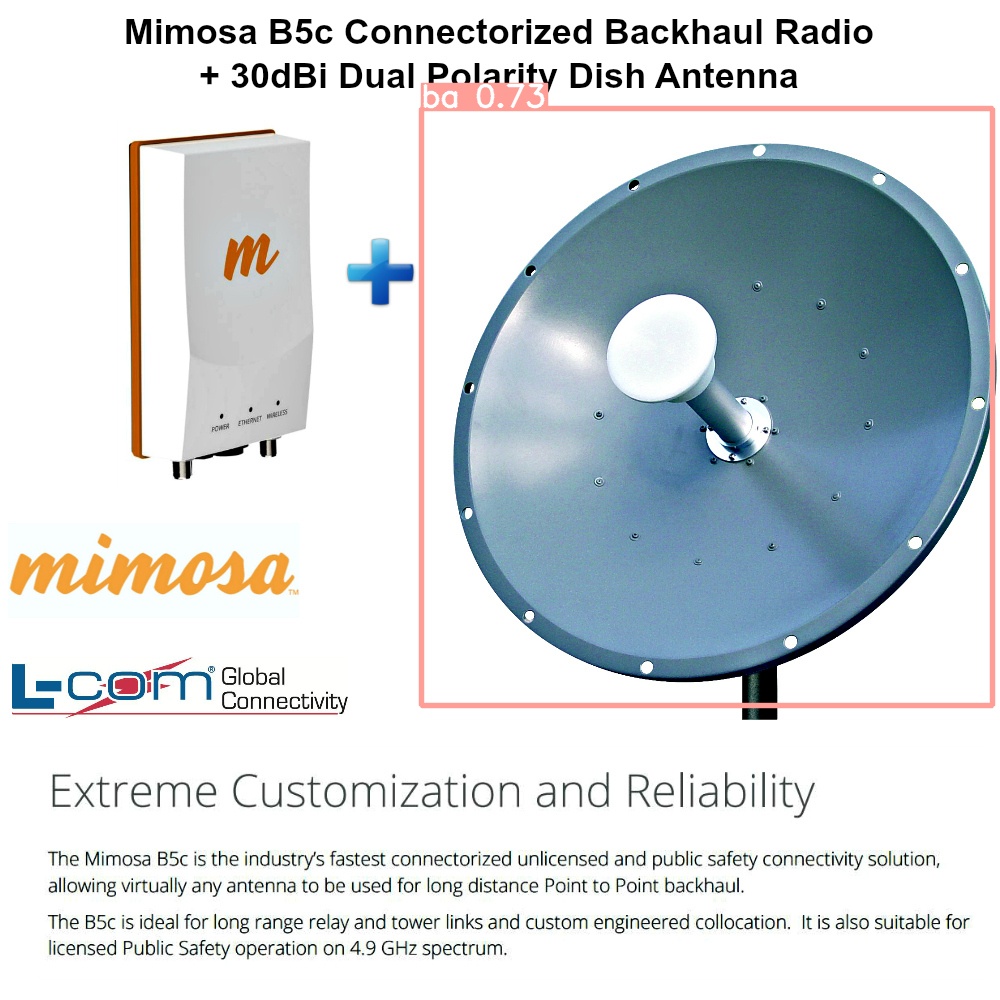 Mimosa B5c Connectorized Backhaul Radio
+ 30dBi Dual Polarity Dish Antenna
ba 0.73
m
POWER ETHERNET WIRELESS
mimosa™
L-com® Global
Connectivity
Extreme Customization and Reliability
The Mimosa B5c is the industry’s fastest connectorized unlicensed and public safety connectivity solution,
allowing virtually any antenna to be used for long distance Point to Point backhaul.
The B5c is ideal for long range relay and tower links and custom engineered collocation. It is also suitable for
licensed Public Safety operation on 4.9 GHz spectrum.